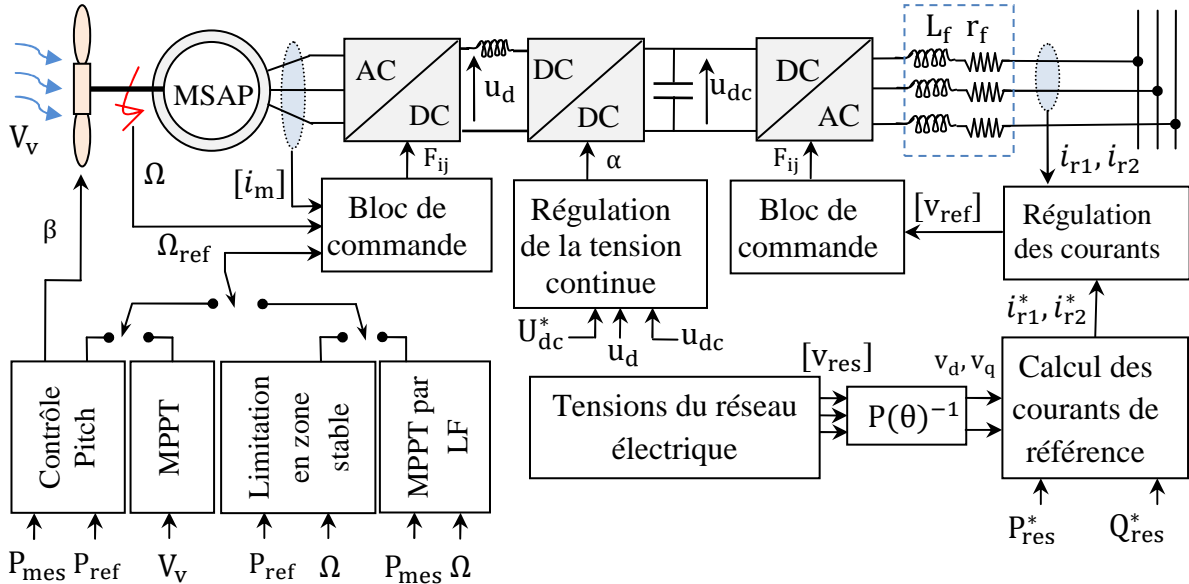 L_f r_f
AC
DC
DC
DC
DC
AC
MSAP
u_d
u_dc
V_v
Ω
[i_m]
F_ij
α
F_ij
i_r1, i_r2
β
Ω_ref
Bloc de
commande
Régulation
de la tension
continue
Bloc de
commande
[v_ref]
Régulation
des courants
U*_dc
u_d
u_dc
i*_r1, i*_r2
[v_res]
v_d, v_q
Contrôle
Pitch
MPPT
Limitation
en zone
stable
MPPT par
LF
Tensions du réseau
électrique
P(θ)⁻¹
Calcul des
courants de
référence
P_mes
P_ref
V_v
P_ref
Ω
P_mes
Ω
P*_res
Q*_res